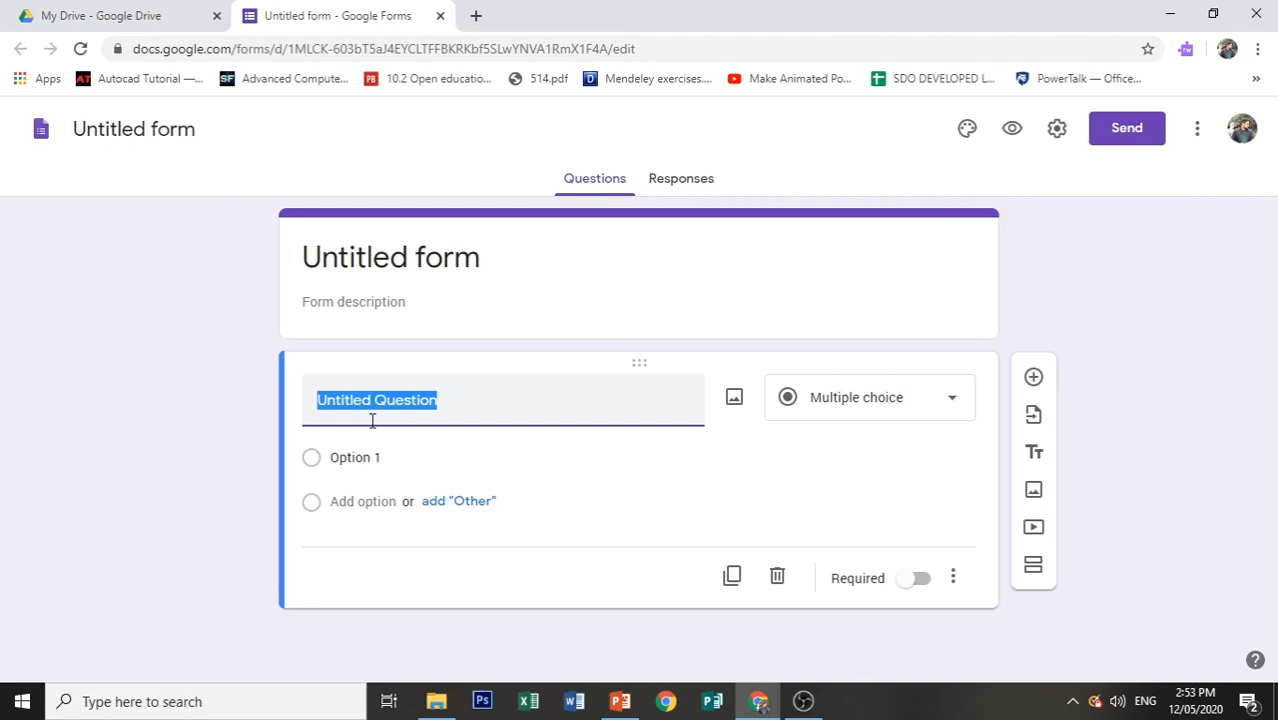 My Drive - Google Drive
Untitled form - Google Forms
docs.google.com/forms/d/1MLCK-603bT5aJ4EYCLTFFBKRKbf5SLwYNVA1RmX1F4A/edit
Apps
Autocad Tutorial —...
Advanced Compute...
10.2 Open educatio...
514.pdf
Mendeley exercises....
Make Animated Po...
SDO DEVELOPED L...
PowerTalk — Office...
»
Untitled form
Send
Questions
Responses
Untitled form
Form description
Untitled Question
Multiple choice
Option 1
Add option or add "Other"
Required
Type here to search
ENG
2:53 PM
12/05/2020
2